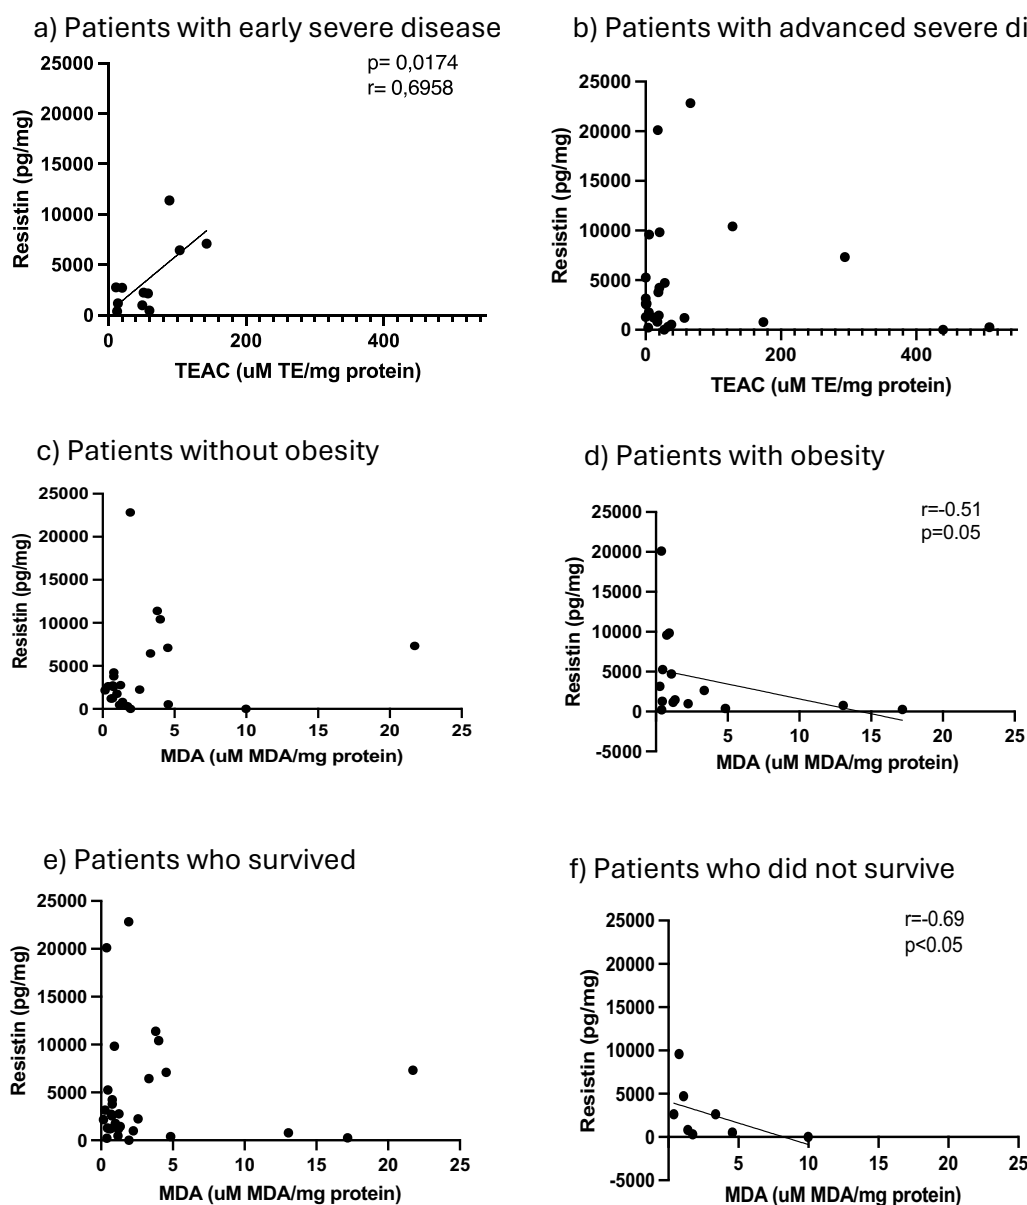 a) Patients with early severe disease
p= 0,0174
r= 0,6958
25000
20000
15000
10000
5000
0
Resistin (pg/mg)
0 200 400
TEAC (uM TE/mg protein)
b) Patients with advanced severe di
25000
20000
15000
10000
5000
0
Resistin (pg/mg)
0 200 400
TEAC (uM TE/mg protein)
c) Patients without obesity
25000
20000
15000
10000
5000
0
Resistin (pg/mg)
0 5 10 15 20 25
MDA (uM MDA/mg protein)
d) Patients with obesity
r=-0.51
p=0.05
25000
20000
15000
10000
5000
0
-5000
Resistin (pg/mg)
5 10 15 20 25
MDA (uM MDA/mg protein)
e) Patients who survived
25000
20000
15000
10000
5000
0
Resistin (pg/mg)
0 5 10 15 20 25
MDA (uM MDA/mg protein)
f) Patients who did not survive
r=-0.69
p<0.05
25000
20000
15000
10000
5000
0
-5000
Resistin (pg/mg)
5 10 15 20 25
MDA (uM MDA/mg protein)